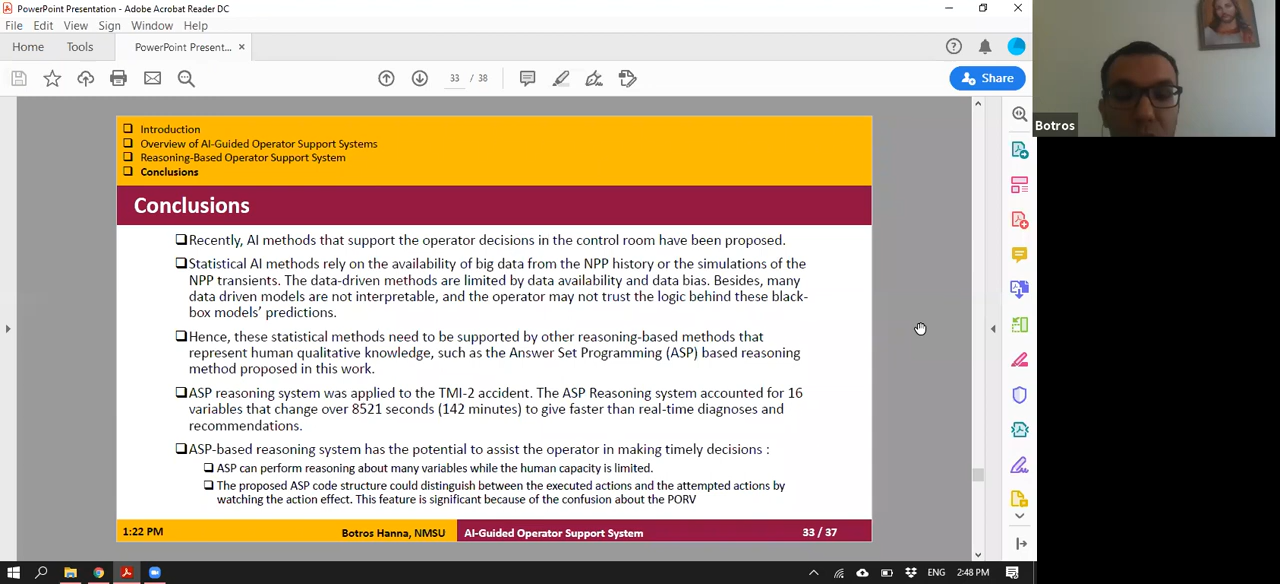 PowerPoint Presentation - Adobe Acrobat Reader DC
File Edit View Sign Window Help
Home Tools PowerPoint Present... ×
33 / 38
Share
Botros
Introduction
Overview of AI-Guided Operator Support Systems
Reasoning-Based Operator Support System
Conclusions
Conclusions
Recently, AI methods that support the operator decisions in the control room have been proposed.
Statistical AI methods rely on the availability of big data from the NPP history or the simulations of the
NPP transients. The data-driven methods are limited by data availability and data bias. Besides, many
data driven models are not interpretable, and the operator may not trust the logic behind these black-
box models' predictions.
Hence, these statistical methods need to be supported by other reasoning-based methods that
represent human qualitative knowledge, such as the Answer Set Programming (ASP) based reasoning
method proposed in this work.
ASP reasoning system was applied to the TMI-2 accident. The ASP Reasoning system accounted for 16
variables that change over 8521 seconds (142 minutes) to give faster than real-time diagnoses and
recommendations.
ASP-based reasoning system has the potential to assist the operator in making timely decisions :
ASP can perform reasoning about many variables while the human capacity is limited.
The proposed ASP code structure could distinguish between the executed actions and the attempted actions by
watching the action effect. This feature is significant because of the confusion about the PORV
1:22 PM Botros Hanna, NMSU AI-Guided Operator Support System 33 / 37
ENG 2:48 PM